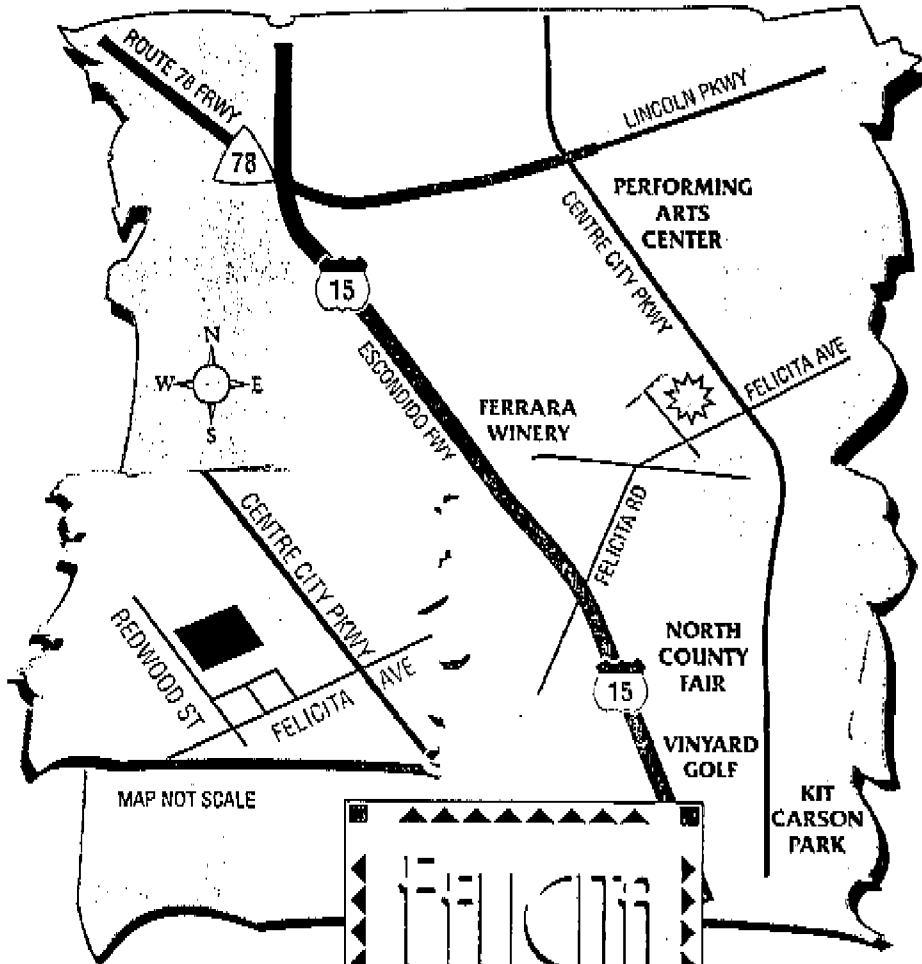 ROUTE 78 FRWY
78
LINCOLN PKWY
PERFORMING
ARTS
CENTER
CENTRE CITY PKWY
15
ESCONDIDO FWY
N
W E
S
FELICITA AVE
FERRARA
WINERY
FELICITA RD
CENTRE CITY PKWY
REDWOOD ST
FELICITA AVE
NORTH
COUNTY
FAIR
15
VINYARD
GOLF
MAP NOT SCALE
KIT
CARSON
PARK